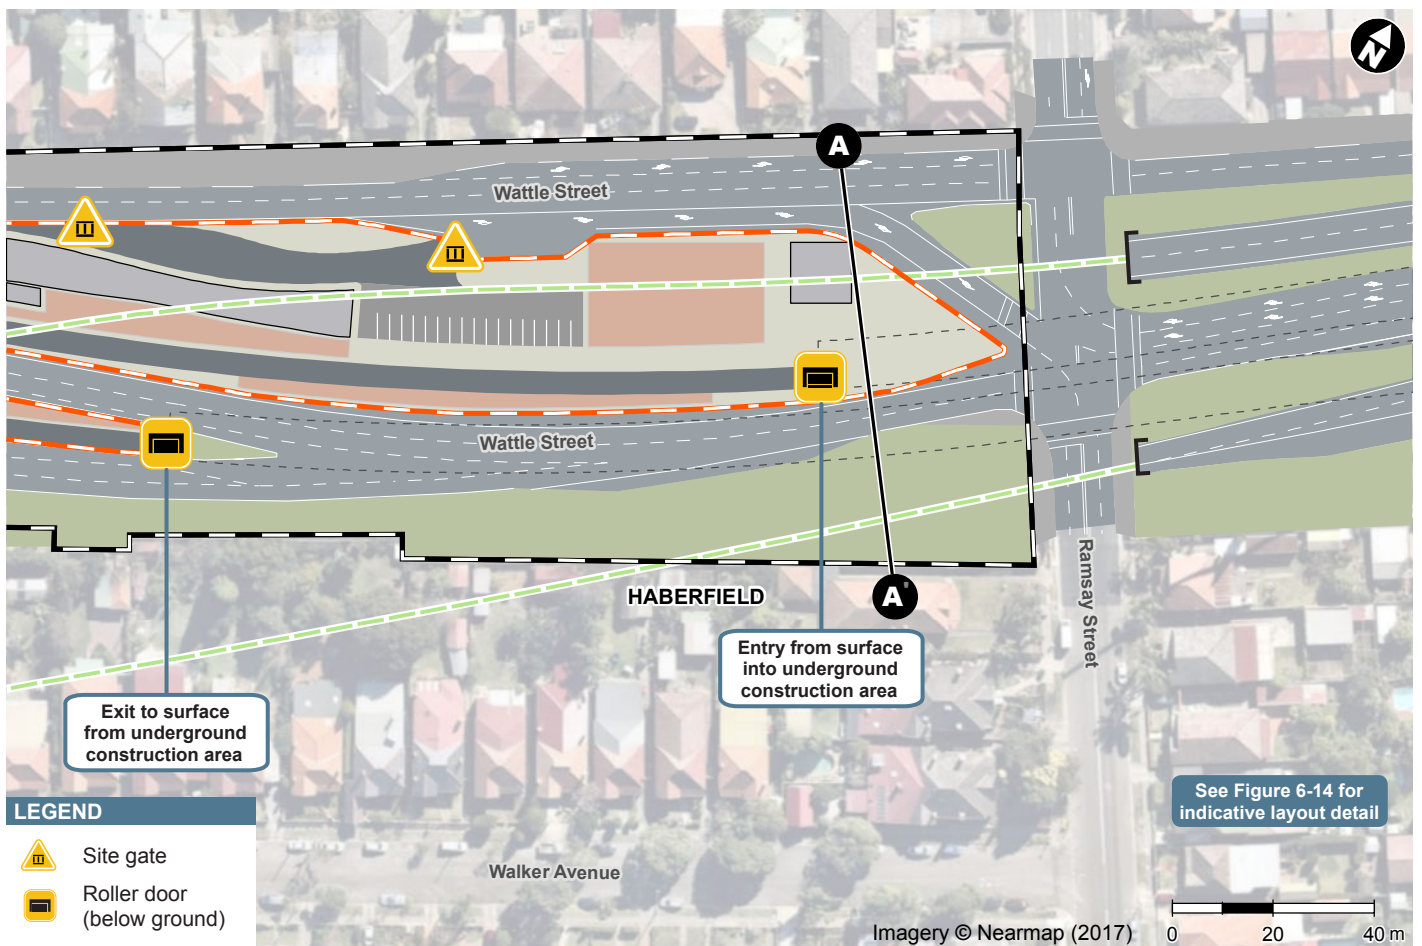 N
A
Wattle Street
Wattle Street
Ramsay Street
HABERFIELD
A'
Entry from surface
into underground
construction area
Exit to surface
from underground
construction area
See Figure 6-14 for
indicative layout detail
LEGEND
Site gate
Roller door
(below ground)
Walker Avenue
Imagery © Nearmap (2017)
0 20 40 m